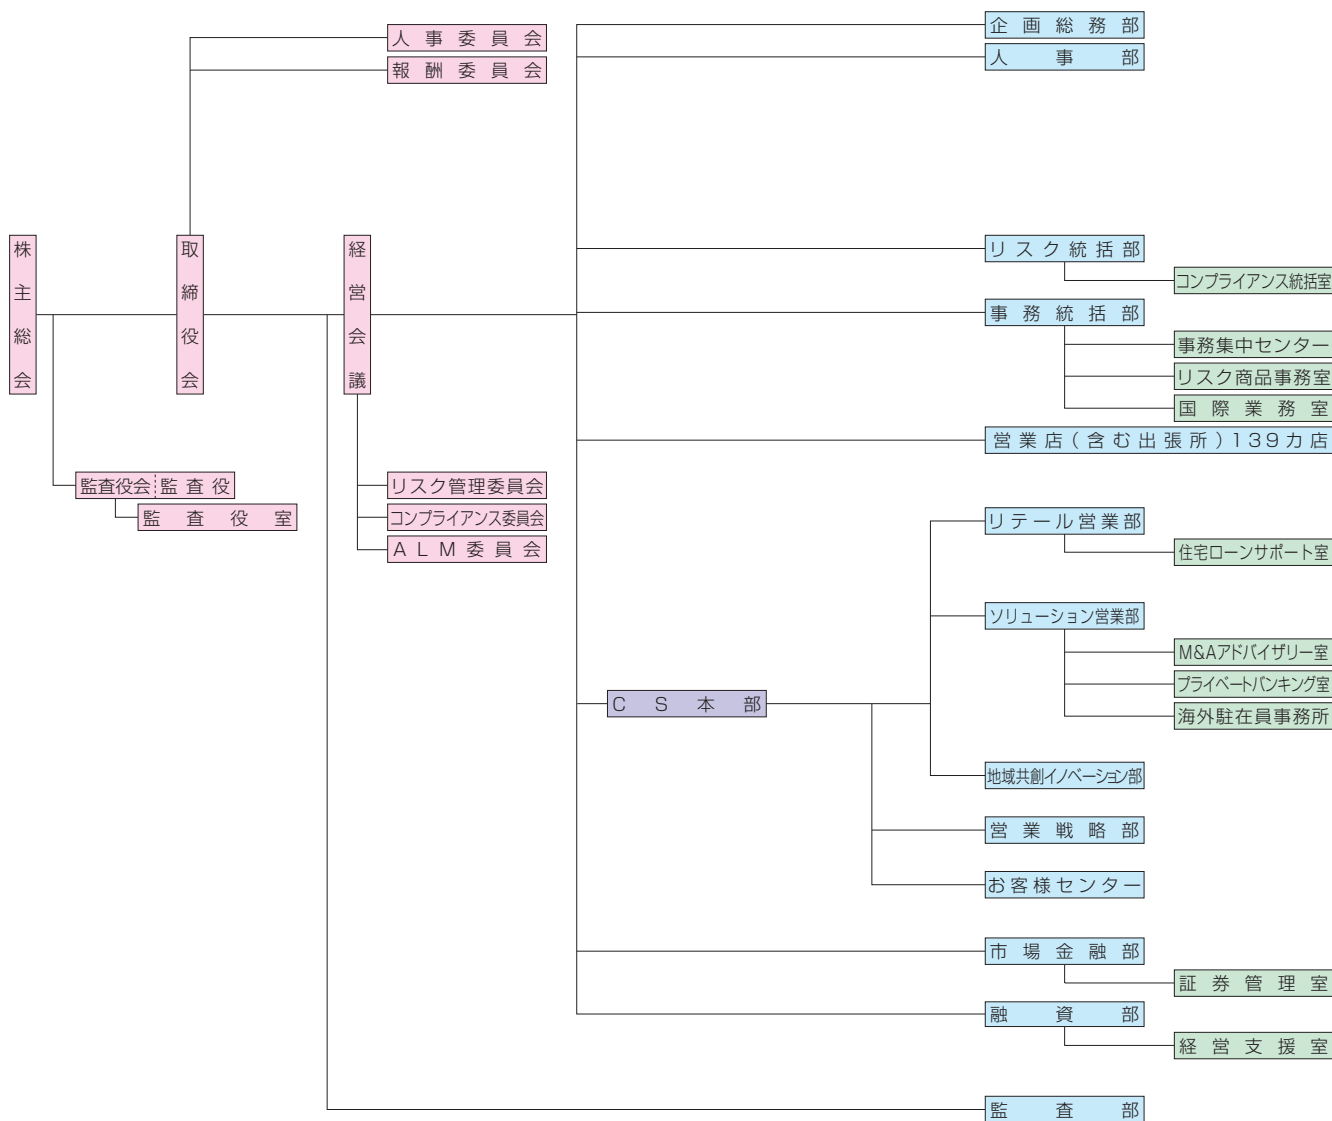 株主総会
取締役会
経営会議
人事委員会
報酬委員会
監査役会 監査役
監査役室
リスク管理委員会
コンプライアンス委員会
ALM委員会
企画総務部
人事部
リスク統括部
コンプライアンス統括室
事務統括部
事務集中センター
リスク商品事務室
国際業務室
営業店(含む出張所)139カ店
CS本部
リテール営業部
住宅ローンサポート室
ソリューション営業部
M&Aアドバイザリー室
プライベートバンキング室
海外駐在員事務所
地域共創イノベーション部
営業戦略部
お客様センター
市場金融部
証券管理室
融資部
経営支援室
監査部